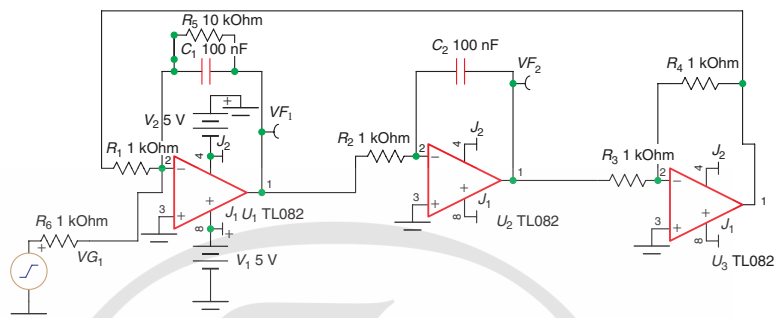 R5 10 kOhm
C1 100 nF
C2 100 nF
R4 1 kOhm
VF1
VF2
V2 5 V
+
J2
J2
J2
R1 1 kOhm
R2 1 kOhm
R3 1 kOhm
2
4
1
2
4
1
2
4
1
3
8
J1
U1 TL082
3
8
J1
U2 TL082
3
8
J1
U3 TL082
R6 1 kOhm
+
VG1
+
V1 5 V